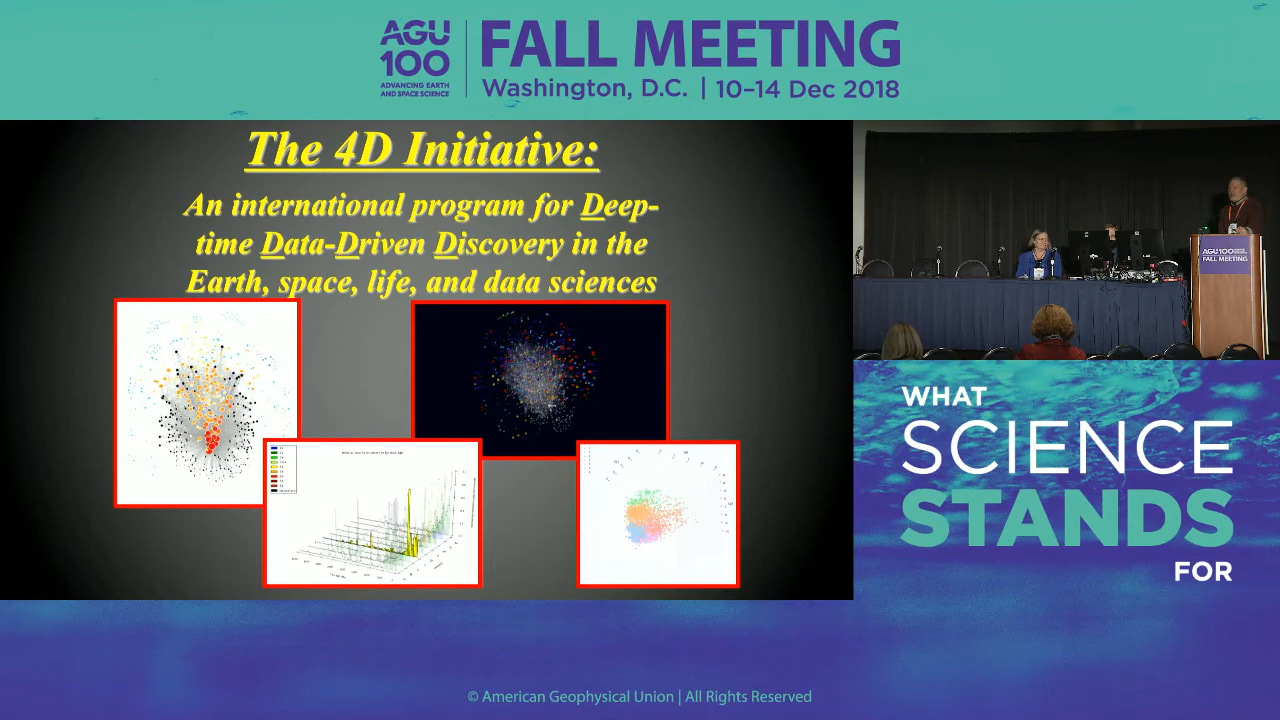 AGU
100
ADVANCING EARTH
AND SPACE SCIENCE
FALL MEETING
Washington, D.C. | 10–14 Dec 2018
The 4D Initiative:
An international program for Deep-
time Data-Driven Discovery in the
Earth, space, life, and data sciences
AGU100
FALL MEETING
WHAT
SCIENCE
STANDS
FOR
© American Geophysical Union | All Rights Reserved